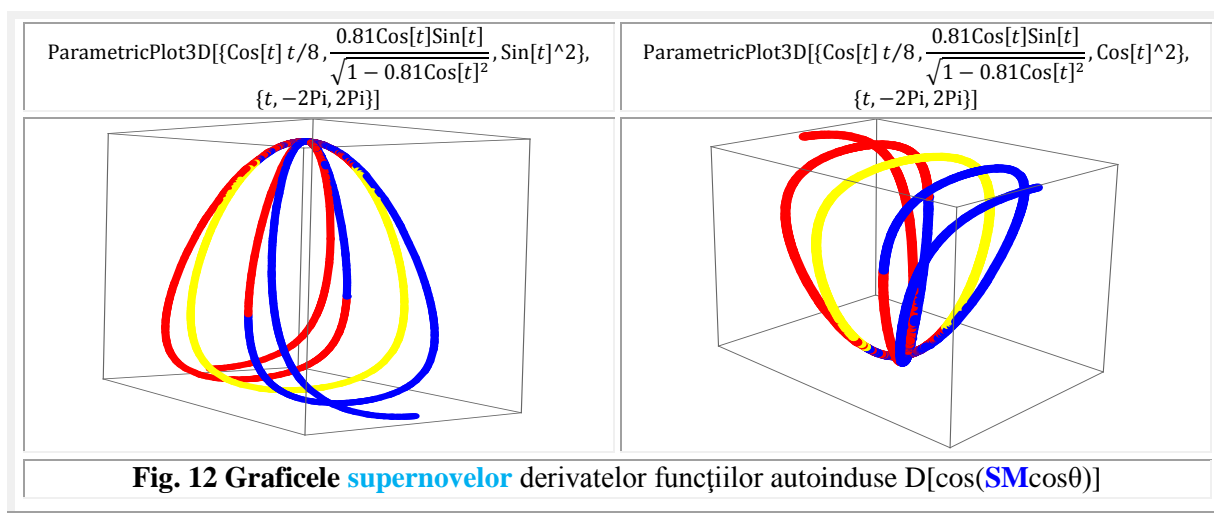 ParametricPlot3D[{Cos[t] t/8, 0.81Cos[t]Sin[t]/√(1 − 0.81Cos[t]²), Sin[t]^2},
{t, −2Pi, 2Pi}]
ParametricPlot3D[{Cos[t] t/8, 0.81Cos[t]Sin[t]/√(1 − 0.81Cos[t]²), Cos[t]^2},
{t, −2Pi, 2Pi}]
Fig. 12 Graficele supernovelor derivatelor funcţiilor autoinduse D[cos(SMcosθ)]